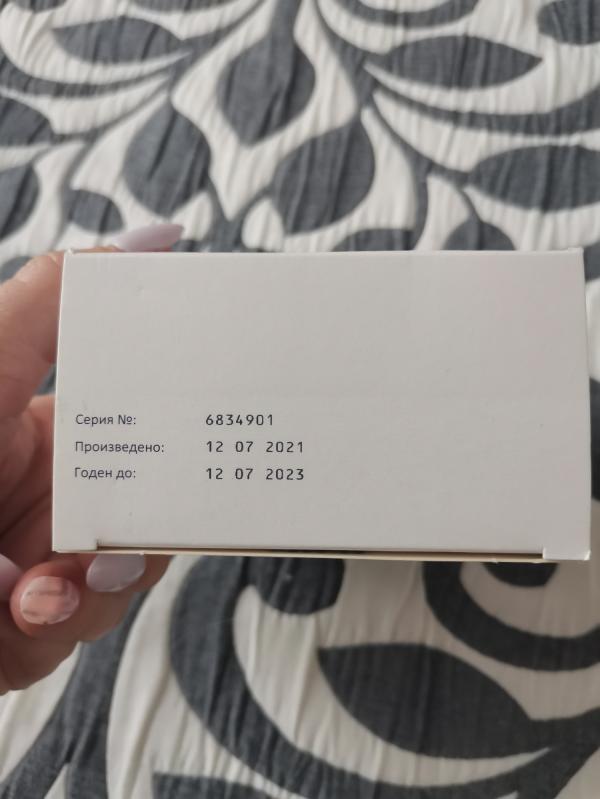 Серия №: 6834901
Произведено: 12 07 2021
Годен до: 12 07 2023